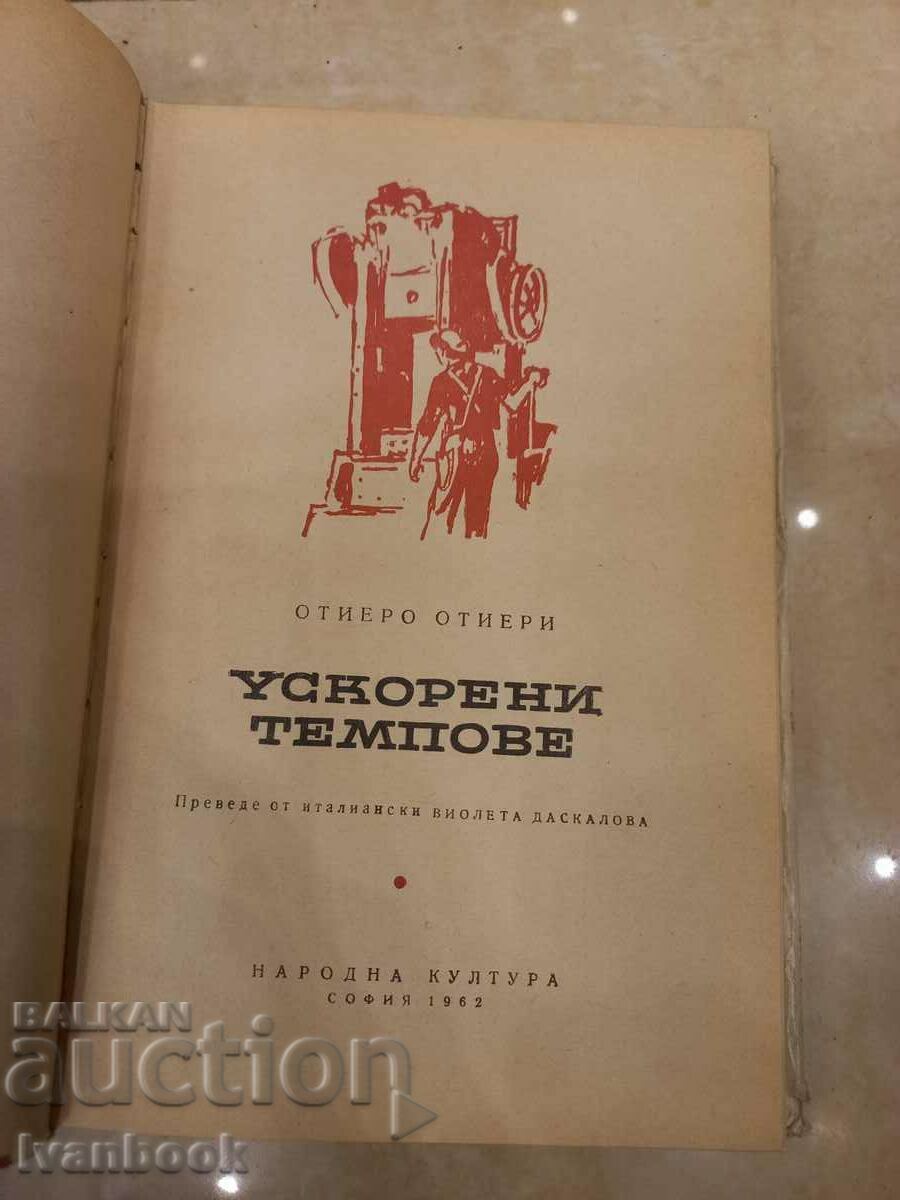 ОТИЕРО ОТИЕРИ
УСКОРЕНИ
ТЕМПОВЕ
Преведе от италиански ВИОЛЕТА ДАСКАЛОВА
НАРОДНА КУЛТУРА
СОФИЯ 1962
BALKAN
auction
Ivanbook